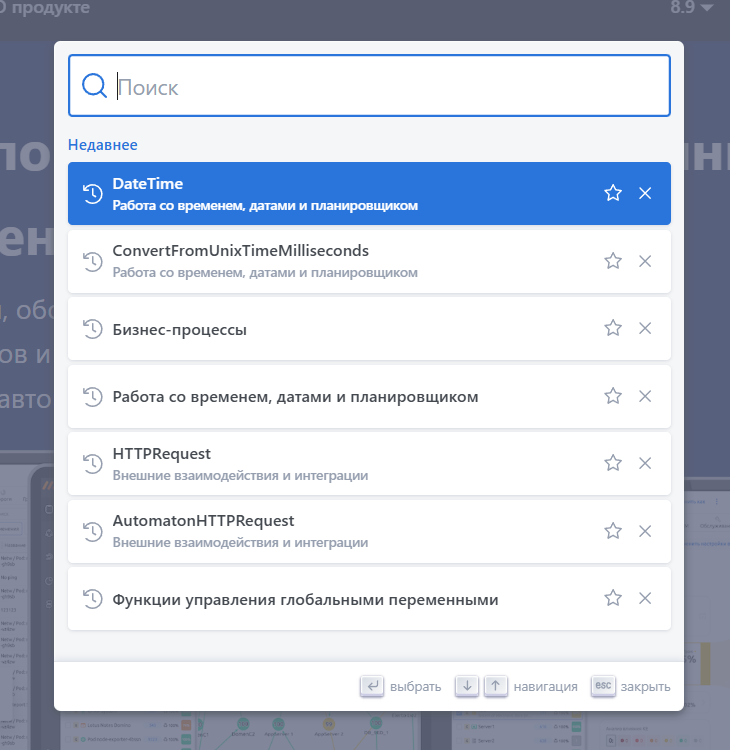 О продукте
8.9
Поиск
Недавнее
DateTime
Работа со временем, датами и планировщиком
ConvertFromUnixTimeMilliseconds
Работа со временем, датами и планировщиком
Бизнес-процессы
Работа со временем, датами и планировщиком
HTTPRequest
Внешние взаимодействия и интеграции
AutomatonHTTPRequest
Внешние взаимодействия и интеграции
Функции управления глобальными переменными
выбрать
навигация
esc закрыть